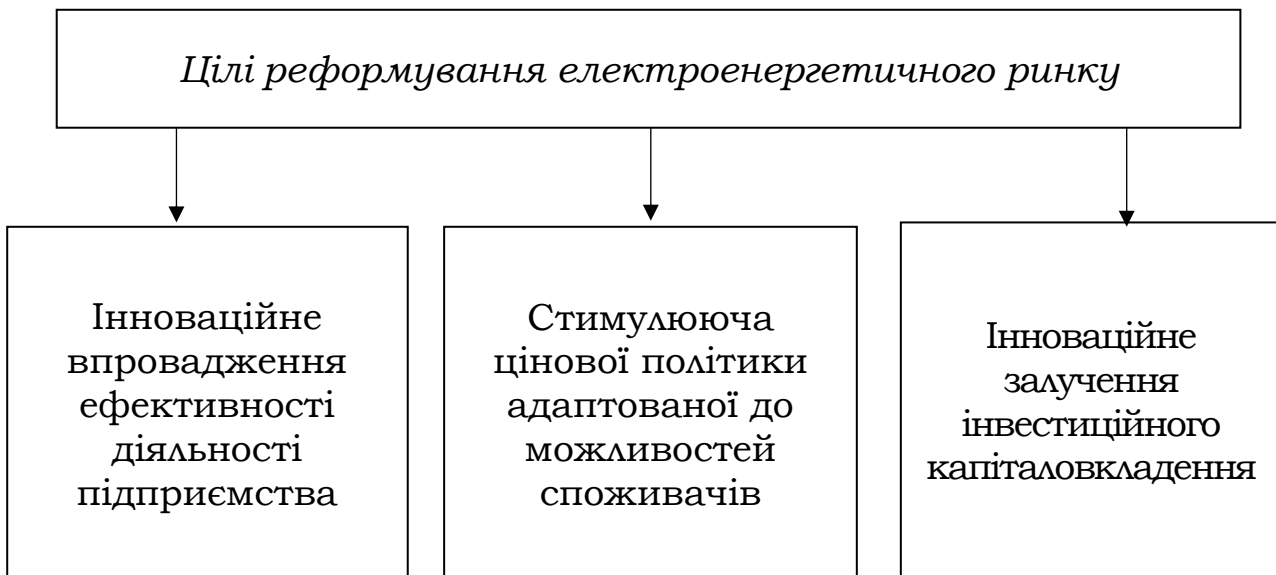 Цілі реформування електроенергетичного ринку
Інноваційне
впровадження
ефективності
діяльності
підприємства
Стимулююча
цінової політики
адаптованої до
можливостей
споживачів
Інноваційне
залучення
інвестиційного
капіталовкладення